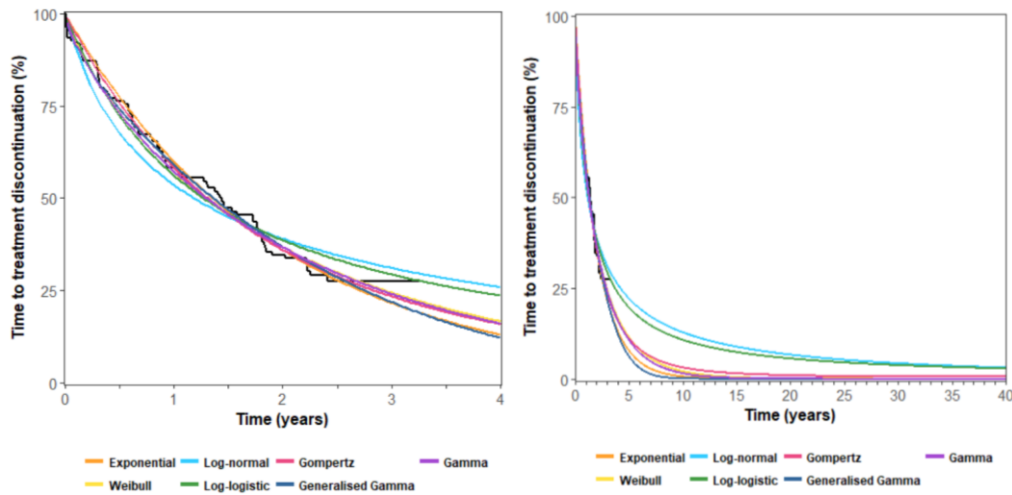 Time to treatment discontinuation (%)
100
75
50
25
0
0 1 2 3 4
Time (years)
Exponential Log-normal Gompertz Gamma
Weibull Log-logistic Generalised Gamma
Time to treatment discontinuation (%)
100
75
50
25
0
0 5 10 15 20 25 30 35 40
Time (years)
Exponential Log-normal Gompertz Gamma
Weibull Log-logistic Generalised Gamma